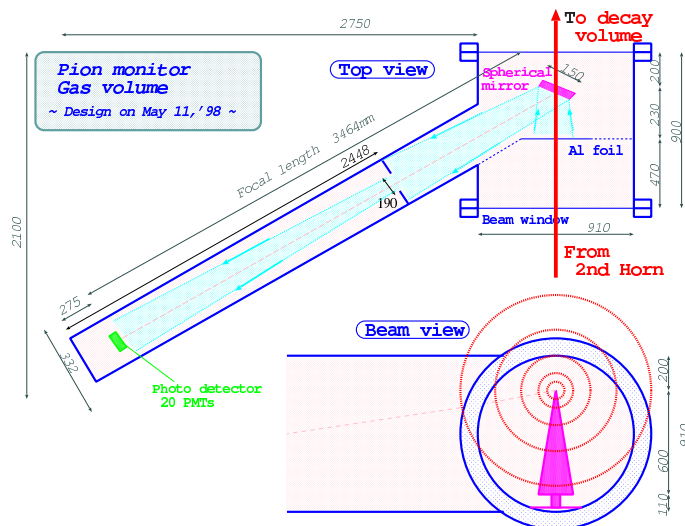 2750
To decay
volume
Pion monitor
Gas volume
~ Design on May 11,'98 ~
Top view
Spherical
mirror
150
200
230
900
470
Focal length 3464mm
2448
190
Al foil
Beam window
910
2100
From
2nd Horn
275
332
Beam view
Photo detector
20 PMTs
200
600
910
110